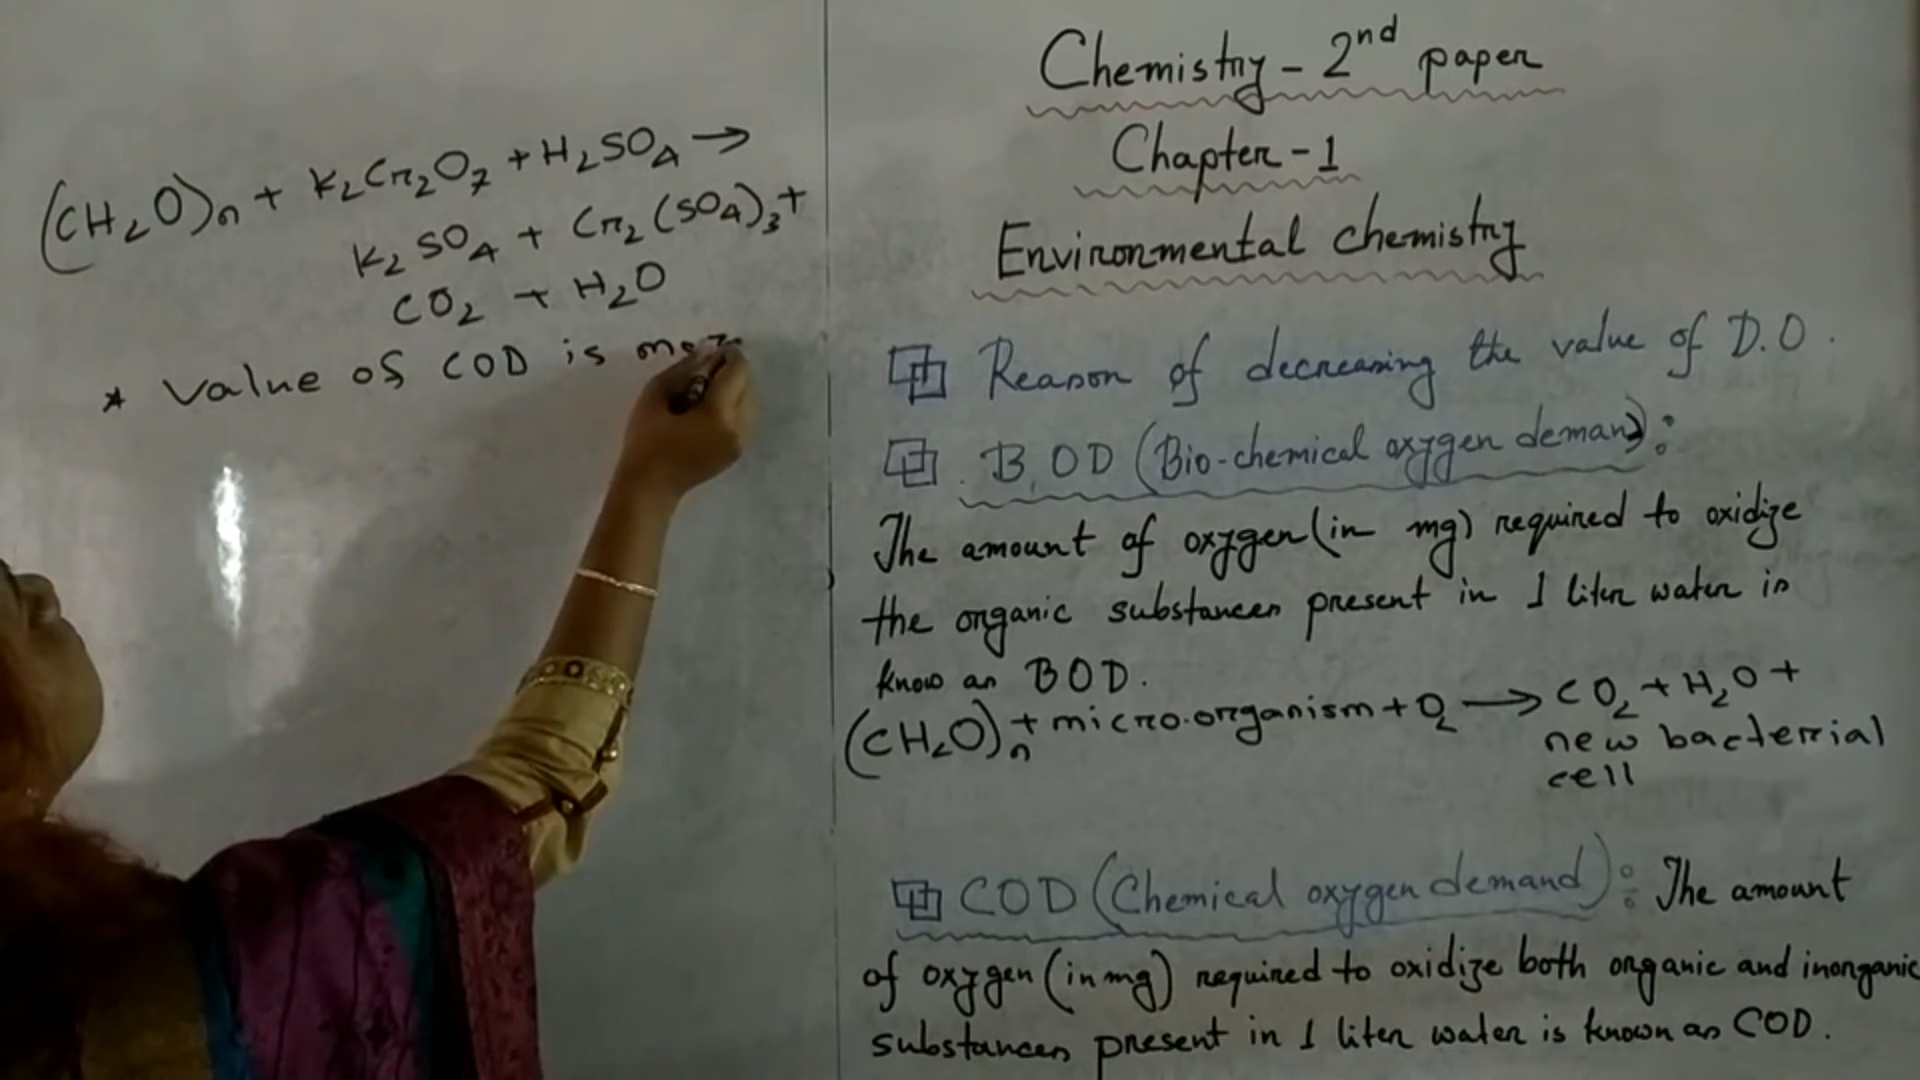 (CH₂O)n + K₂Cr₂O₇ + H₂SO₄ →
K₂SO₄ + Cr₂(SO₄)₃ +
CO₂ + H₂O
* Value of COD is
Chemistry - 2nd paper
Chapter - 1
Environmental chemistry
Reason of decreasing the value of D.O.
B.OD (Bio-chemical oxygen demand):
The amount of oxygen (in mg) required to oxidize
the organic substances present in 1 liter water is
know as BOD.
(CH₂O)n + micro-organism + O₂ → CO₂ + H₂O +
new bacterial
cell
COD (Chemical oxygen demand): The amount
of oxygen (in mg) required to oxidize both organic and inorganic
substances present in 1 liter water is known as COD.